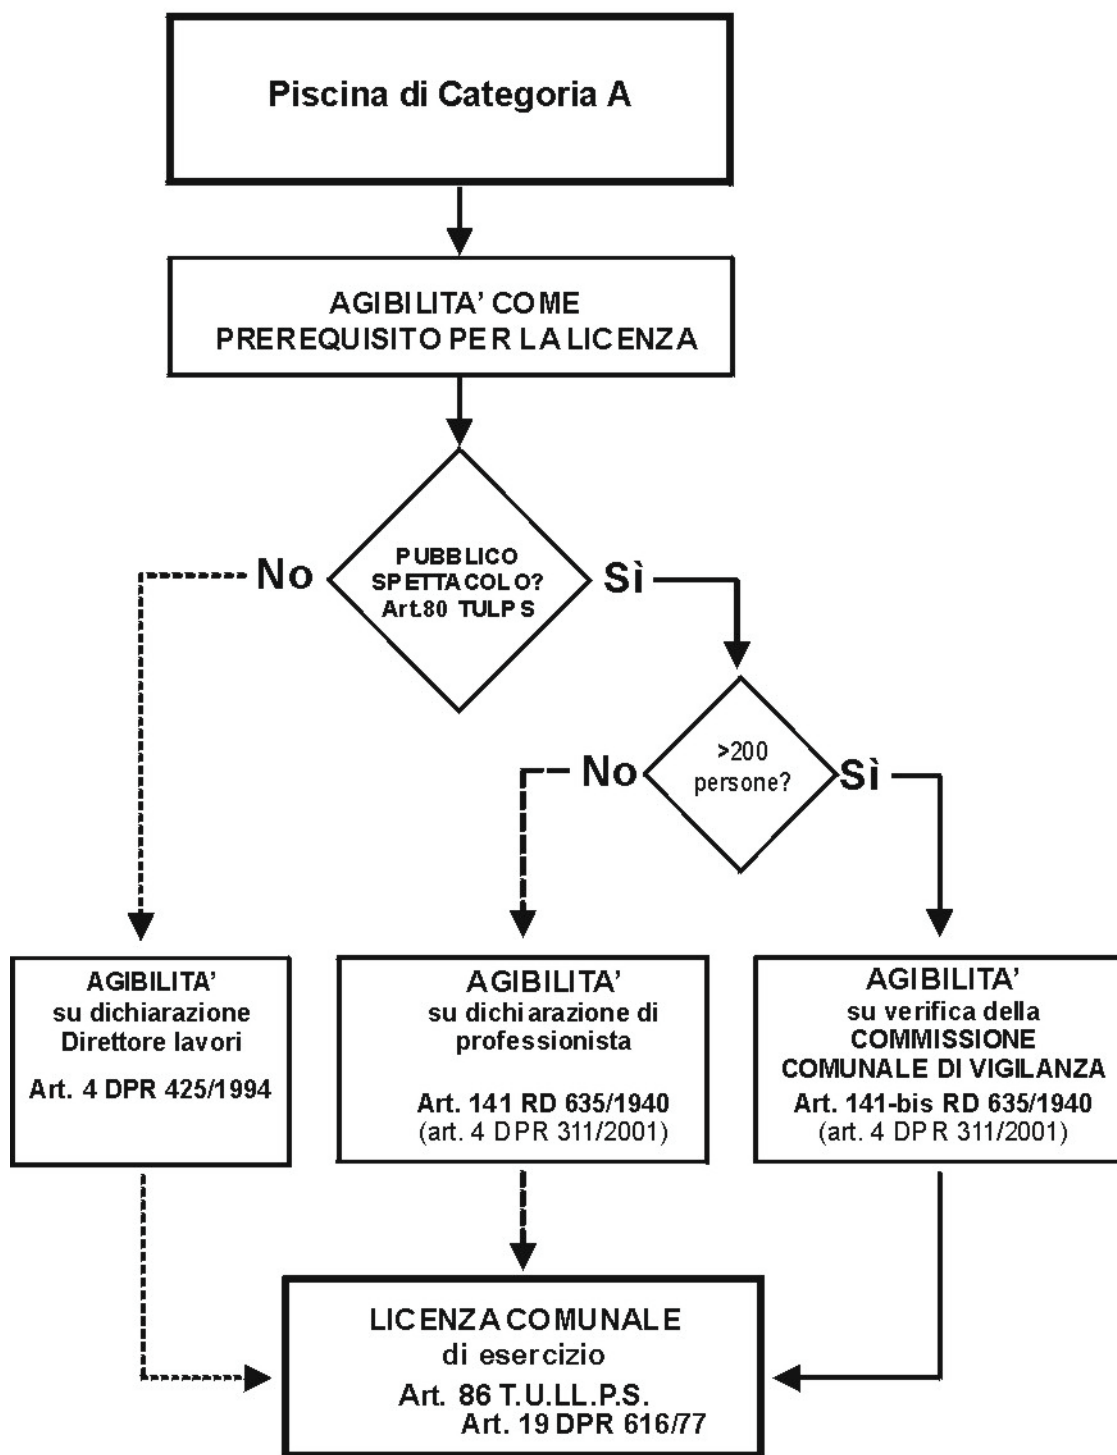 Piscina di Categoria A
AGIBILITA' COME
PREREQUISITO PER LA LICENZA
No
PUBBLICO
SPETTACOLO?
Art.80 TULPS
Sì
No
>200
persone?
Sì
AGIBILITA'
su dichiarazione
Direttore lavori
Art. 4 DPR 425/1994
AGIBILITA'
su dichiarazione di
professionista
Art. 141 RD 635/1940
(art. 4 DPR 311/2001)
AGIBILITA'
su verifica della
COMMISSIONE
COMUNALE DI VIGILANZA
Art. 141-bis RD 635/1940
(art. 4 DPR 311/2001)
LICENZA COMUNALE
di esercizio
Art. 86 T.U.LL.P.S.
Art. 19 DPR 616/77